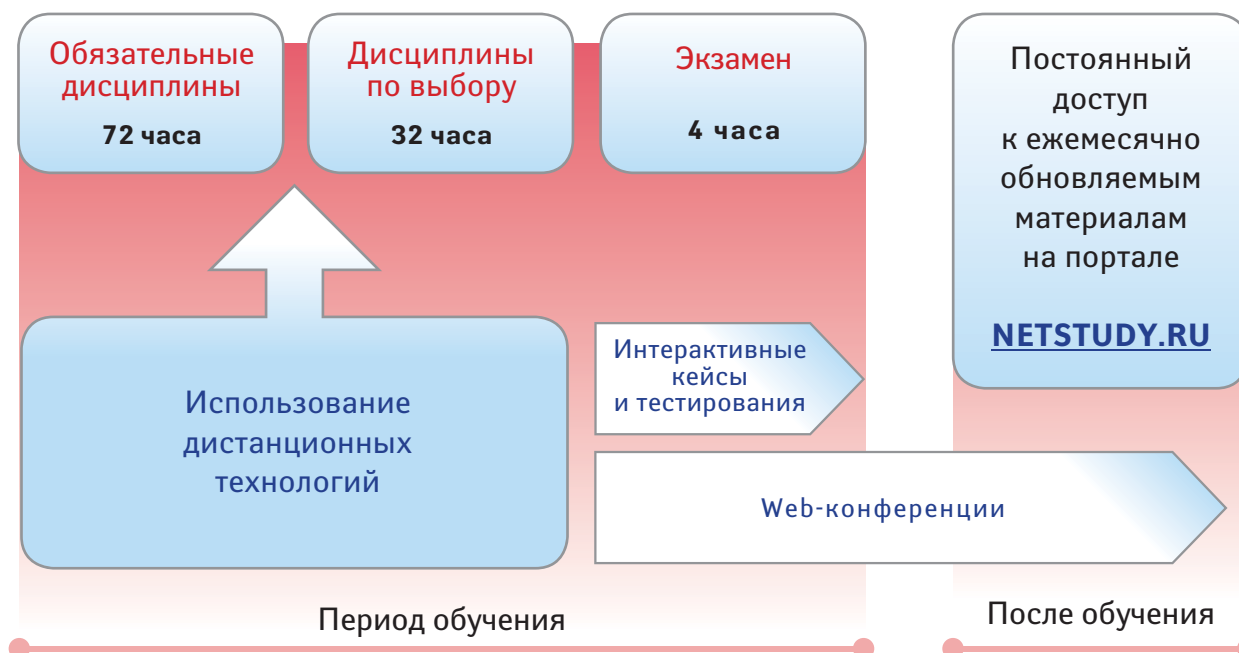 Обязательные
дисциплины
72 часа
Дисциплины
по выбору
32 часа
Экзамен
4 часа
Постоянный
доступ
к ежемесячно
обновляемым
материалам
на портале
NETSTUDY.RU
Использование
дистанционных
технологий
Интерактивные
кейсы
и тестирования
Web-конференции
Период обучения
После обучения